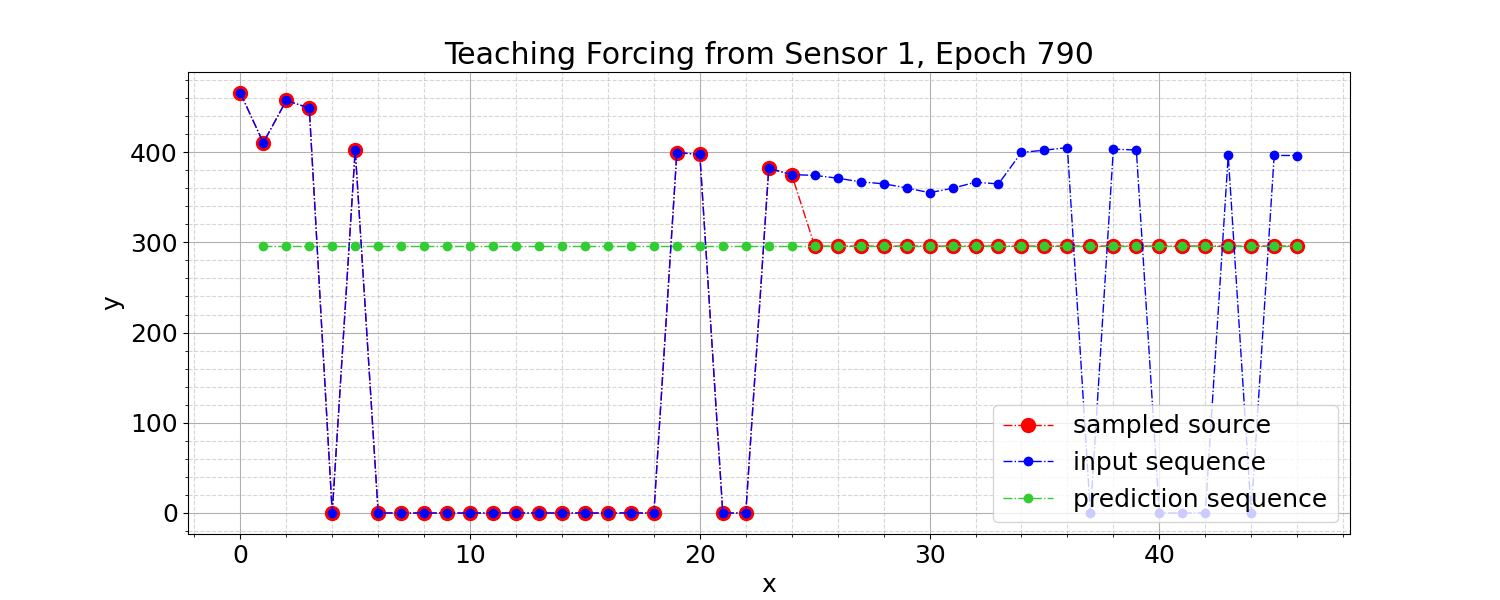 Teaching Forcing from Sensor 1, Epoch 790
y
400
300
200
100
0
sampled source
input sequence
prediction sequence
0 10 20 30 40
x